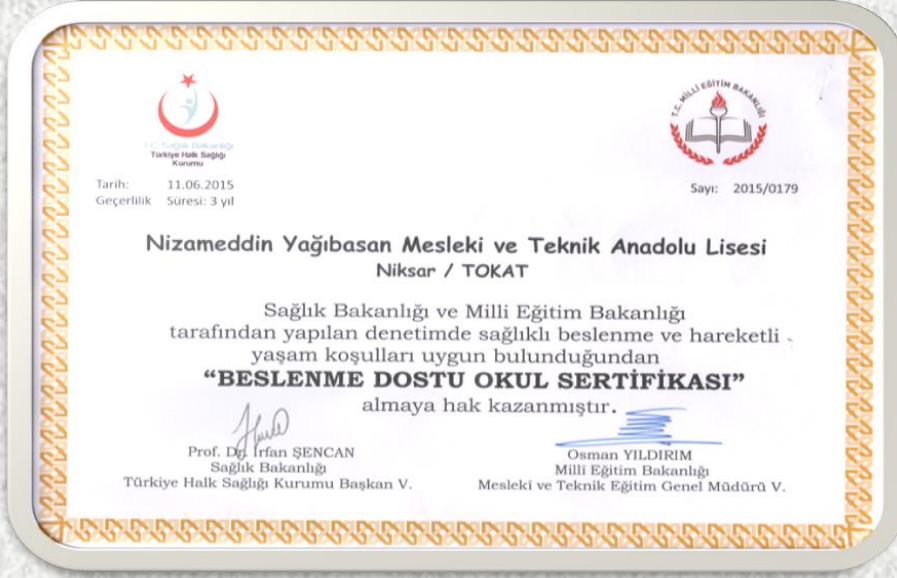 T.C. Sağlık Bakanlığı
Türkiye Halk Sağlığı
Kurumu
T.C. MİLLÎ EĞİTİM BAKANLIĞI
Tarih: 11.06.2015
Geçerlilik Süresi: 3 yıl
Sayı: 2015/0179
Nizameddin Yağıbasan Mesleki ve Teknik Anadolu Lisesi
Niksar / TOKAT
Sağlık Bakanlığı ve Milli Eğitim Bakanlığı
tarafından yapılan denetimde sağlıklı beslenme ve hareketli
yaşam koşulları uygun bulunduğundan
“BESLENME DOSTU OKUL SERTİFİKASI”
almaya hak kazanmıştır.
Prof. Dr. İrfan ŞENCAN
Sağlık Bakanlığı
Türkiye Halk Sağlığı Kurumu Başkan V.
Osman YILDIRIM
Milli Eğitim Bakanlığı
Mesleki ve Teknik Eğitim Genel Müdürü V.